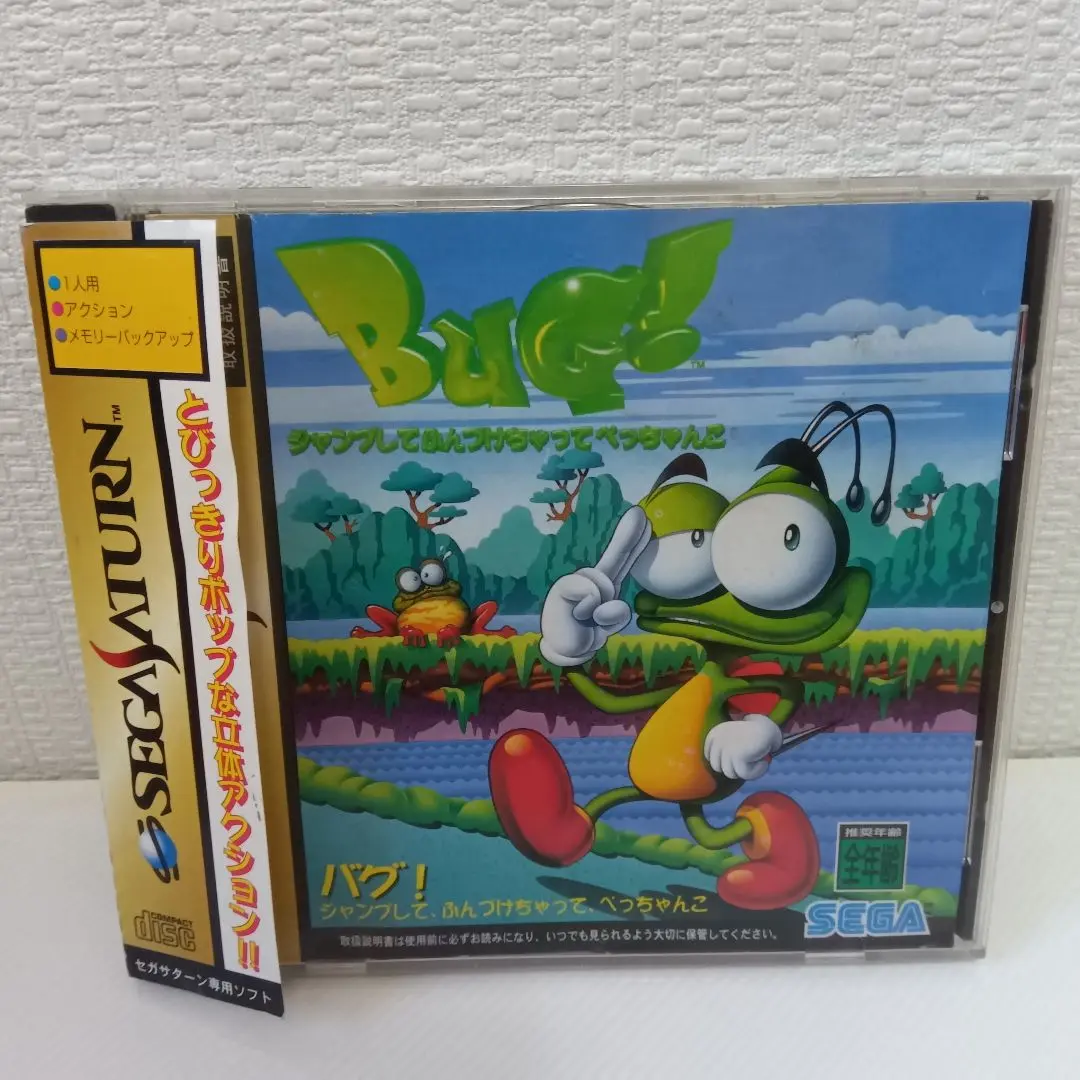 1人用
アクション
メモリーバックアップ
SEGA SATURN™
とびっきりポップな立体アクション!!
COMPACT
disc
セガサターン専用ソフト
取扱説明書
BUG!™
ジャンプしてふんづけちゃってぺっちゃんこ
推奨年齢
全年齢
バグ!
ジャンプして、ふんづけちゃって、ぺっちゃんこ
SEGA
取扱説明書は使用前に必ずお読みになり、いつでも見られるよう大切に保管してください。